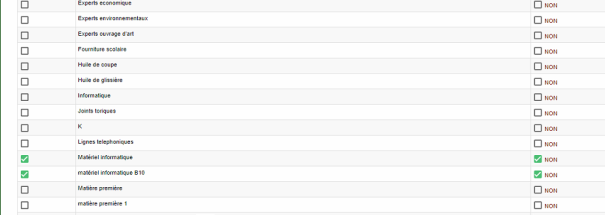 Experts economique NON
Experts environnementaux NON
Experts ouvrage d'art NON
Fourniture scolaire NON
Huile de coupe NON
Huile de glissière NON
Informatique NON
Joints toriques NON
K NON
Lignes telephoniques NON
Matériel informatique NON
matériel informatique B10 NON
Matière première NON
matière première 1 NON